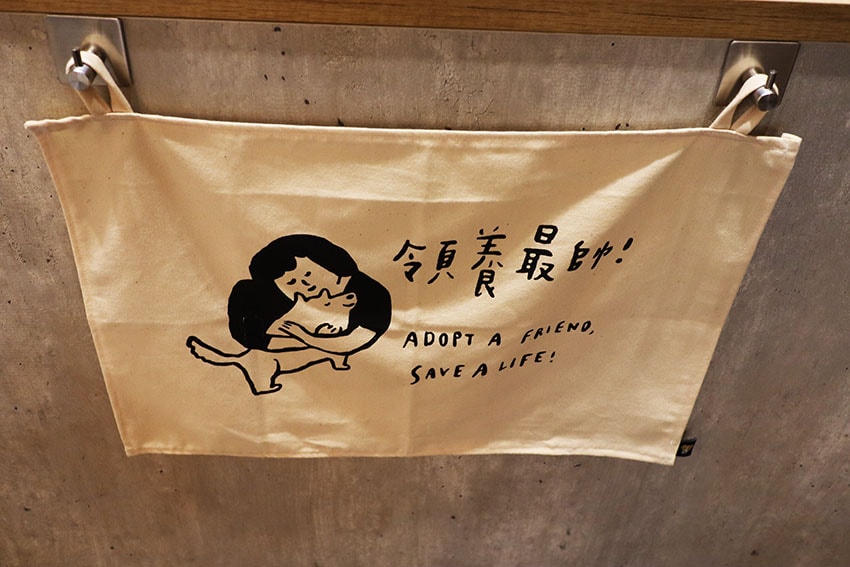 領養最帥!
ADOPT A FRIEND,
SAVE A LIFE!